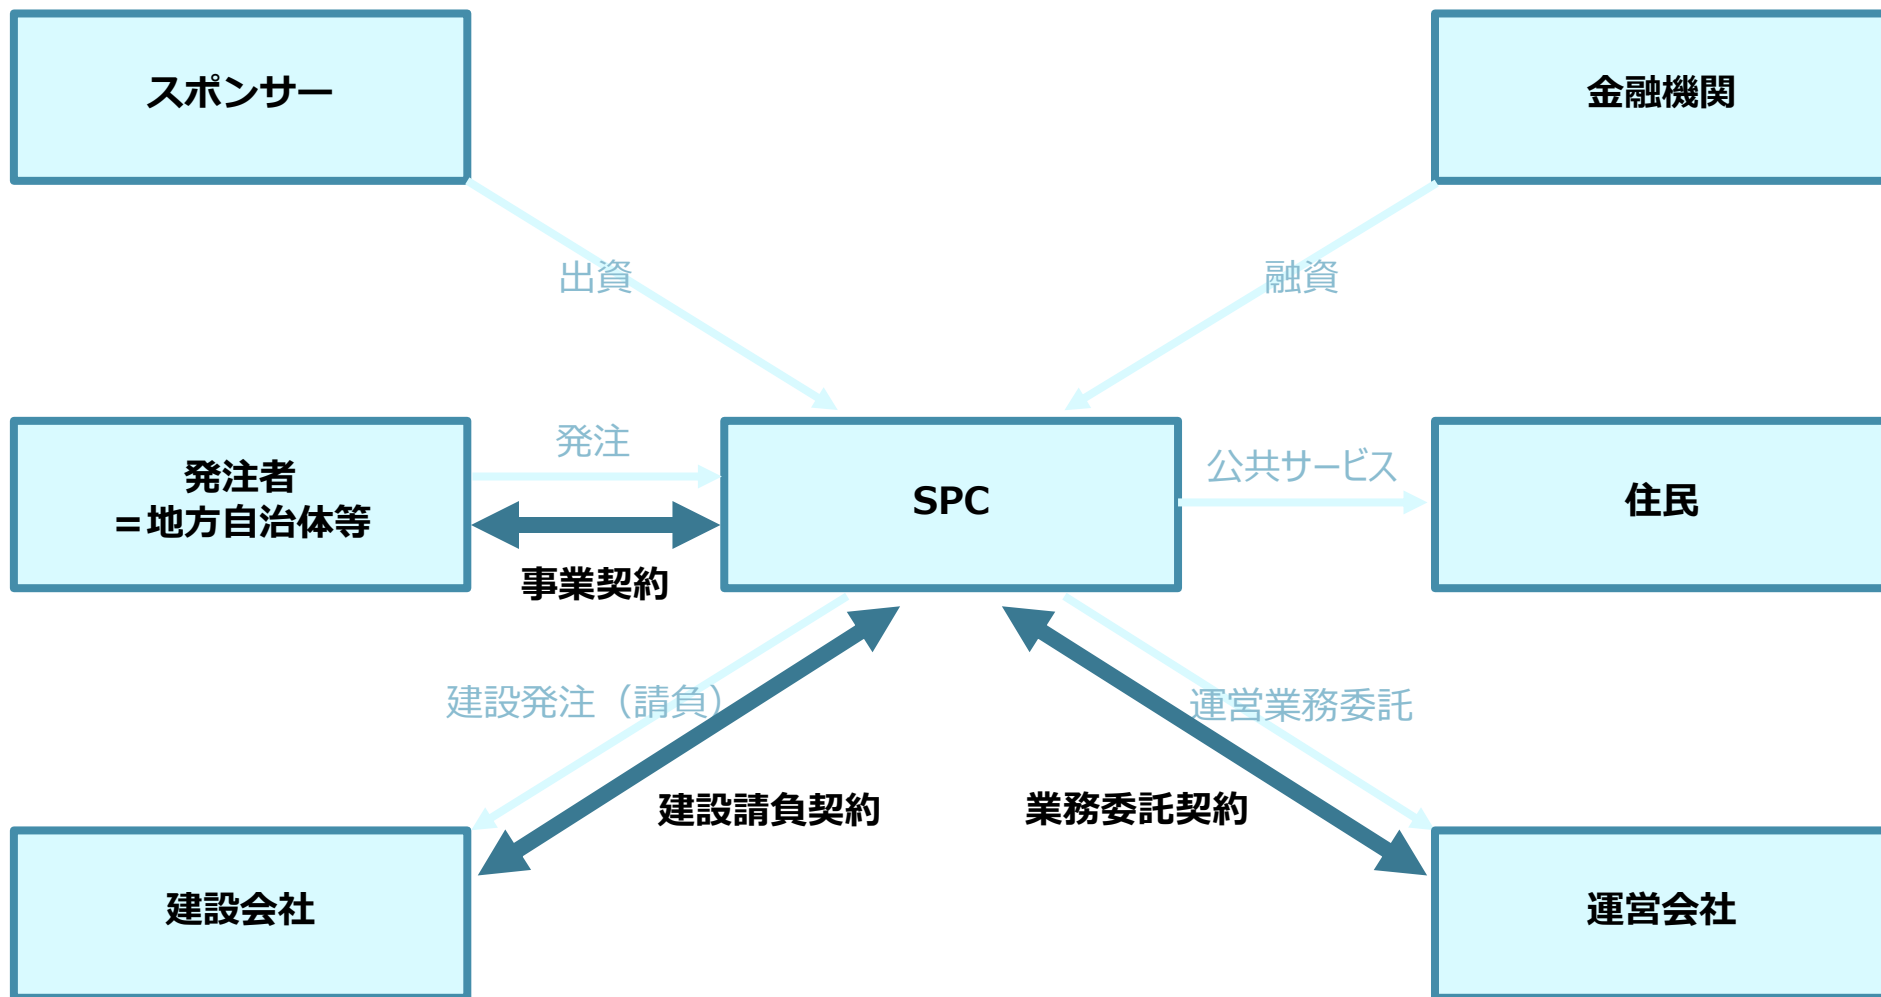 スポンサー
金融機関
出資
融資
発注者
=地方自治体等
発注
事業契約
SPC
公共サービス
住民
建設発注（請負）
運営業務委託
建設請負契約
業務委託契約
建設会社
運営会社